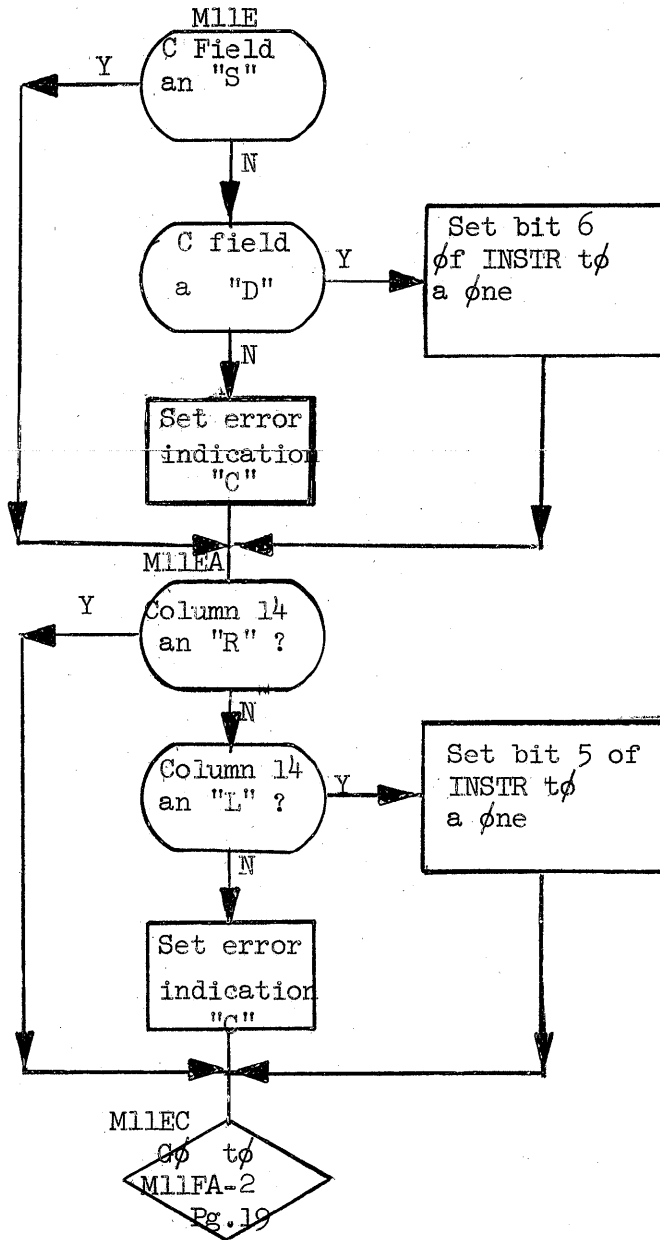 M11E
C Field
an "S"
Y
N
C field
a "D"
Y
Set bit 6
øf INSTR tø
a øne
N
Set error
indication
"C"
M11EA
Column 14
an "R" ?
Y
N
Column 14
an "L" ?
Y
Set bit 5 of
INSTR tø
a øne
N
Set error
indication
"C"
M11EC
Gø tø
M11FA-2
Pg.19